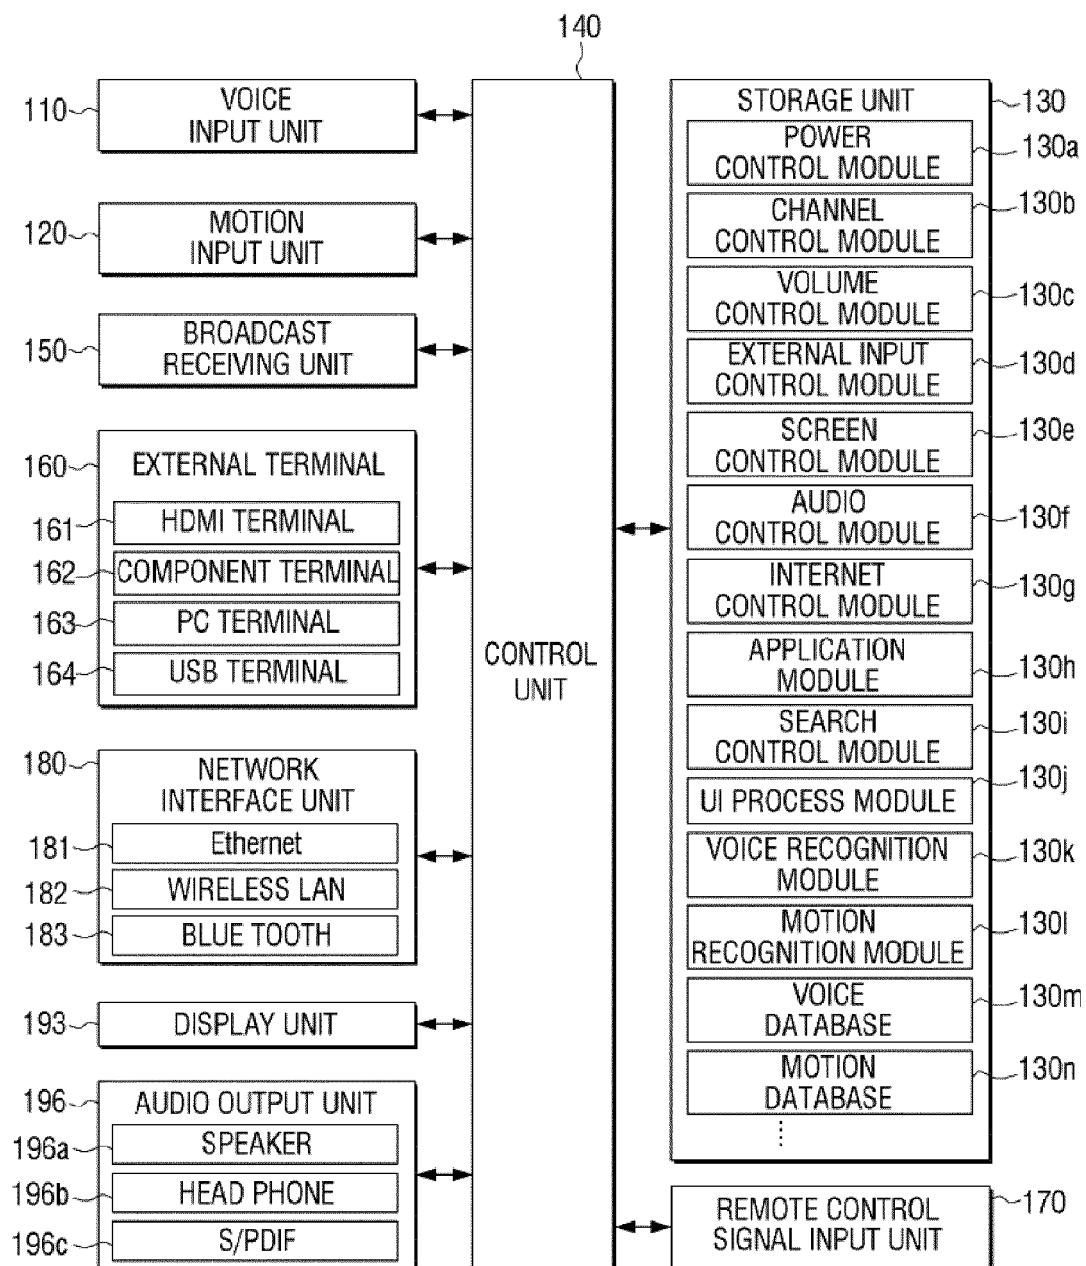 140
110
VOICE
INPUT UNIT
120
MOTION
INPUT UNIT
150
BROADCAST
RECEIVING UNIT
160
EXTERNAL TERMINAL
161
HDMI TERMINAL
162
COMPONENT TERMINAL
163
PC TERMINAL
164
USB TERMINAL
180
NETWORK
INTERFACE UNIT
181
Ethernet
182
WIRELESS LAN
183
BLUE TOOTH
193
DISPLAY UNIT
196
AUDIO OUTPUT UNIT
196a
SPEAKER
196b
HEAD PHONE
196c
S/PDIF
CONTROL
UNIT
STORAGE UNIT
130
POWER
CONTROL MODULE
130a
CHANNEL
CONTROL MODULE
130b
VOLUME
CONTROL MODULE
130c
EXTERNAL INPUT
CONTROL MODULE
130d
SCREEN
CONTROL MODULE
130e
AUDIO
CONTROL MODULE
130f
INTERNET
CONTROL MODULE
130g
APPLICATION
MODULE
130h
SEARCH
CONTROL MODULE
130i
UI PROCESS MODULE
130j
VOICE RECOGNITION
MODULE
130k
MOTION
RECOGNITION MODULE
130l
VOICE
DATABASE
130m
MOTION
DATABASE
130n
REMOTE CONTROL
SIGNAL INPUT UNIT
170